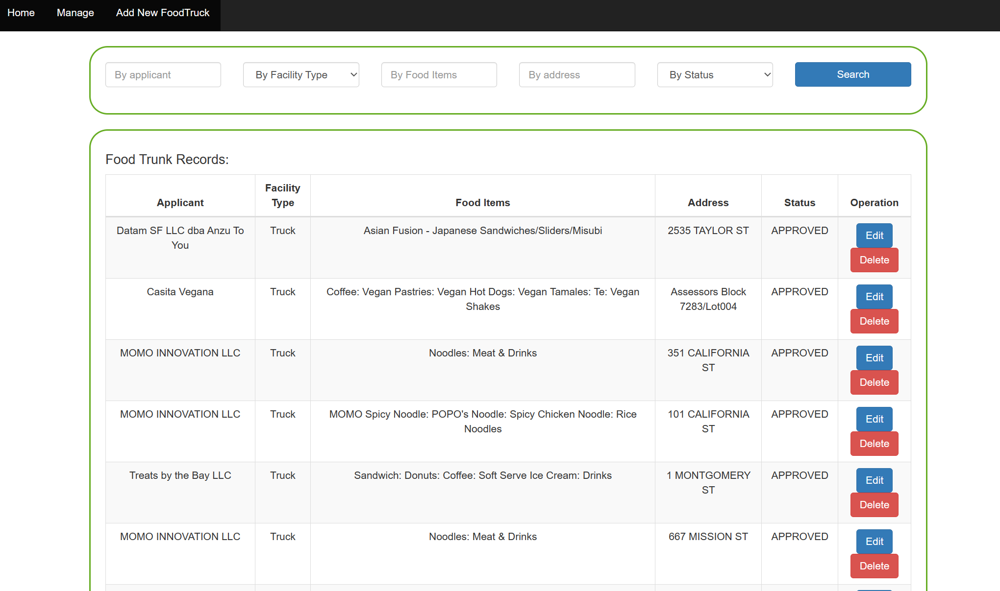 Home Manage Add New FoodTruck
By applicant By Facility Type By Food Items By address By Status Search
Food Trunk Records:
Applicant Facility Type Food Items Address Status Operation
Datam SF LLC dba Anzu To You Truck Asian Fusion - Japanese Sandwiches/Sliders/Misubi 2535 TAYLOR ST APPROVED Edit Delete
Casita Vegana Truck Coffee: Vegan Pastries: Vegan Hot Dogs: Vegan Tamales: Te: Vegan Shakes Assessors Block 7283/Lot004 APPROVED Edit Delete
MOMO INNOVATION LLC Truck Noodles: Meat & Drinks 351 CALIFORNIA ST APPROVED Edit Delete
MOMO INNOVATION LLC Truck MOMO Spicy Noodle: POPO's Noodle: Spicy Chicken Noodle: Rice Noodles 101 CALIFORNIA ST APPROVED Edit Delete
Treats by the Bay LLC Truck Sandwich: Donuts: Coffee: Soft Serve Ice Cream: Drinks 1 MONTGOMERY ST APPROVED Edit Delete
MOMO INNOVATION LLC Truck Noodles: Meat & Drinks 667 MISSION ST APPROVED Edit Delete